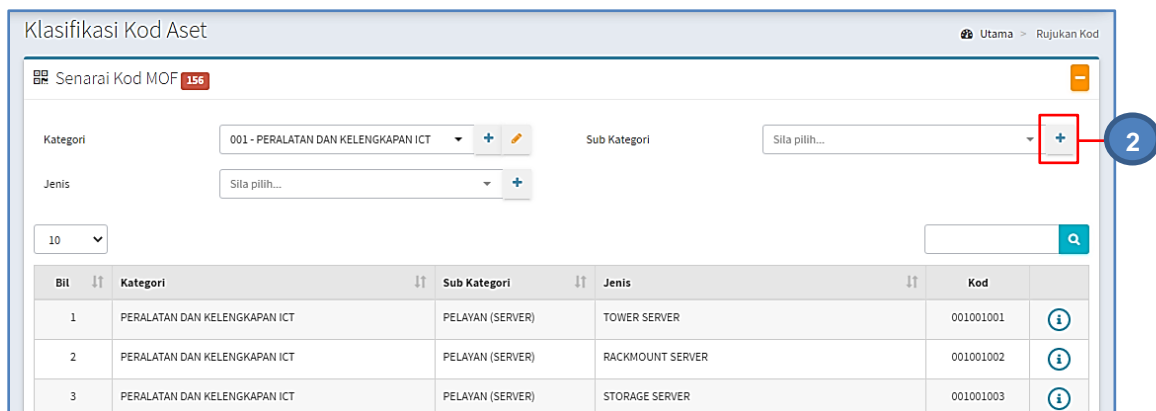 Klasifikasi Kod Aset
Utama > Rujukan Kod
Senarai Kod MOF 156
Kategori 001 - PERALATAN DAN KELENGKAPAN ICT + Sub Kategori Sila pilih... + 2
Jenis Sila pilih... +
10
Bil Kategori Sub Kategori Jenis Kod
1 PERALATAN DAN KELENGKAPAN ICT PELAYAN (SERVER) TOWER SERVER 001001001
2 PERALATAN DAN KELENGKAPAN ICT PELAYAN (SERVER) RACKMOUNT SERVER 001001002
3 PERALATAN DAN KELENGKAPAN ICT PELAYAN (SERVER) STORAGE SERVER 001001003